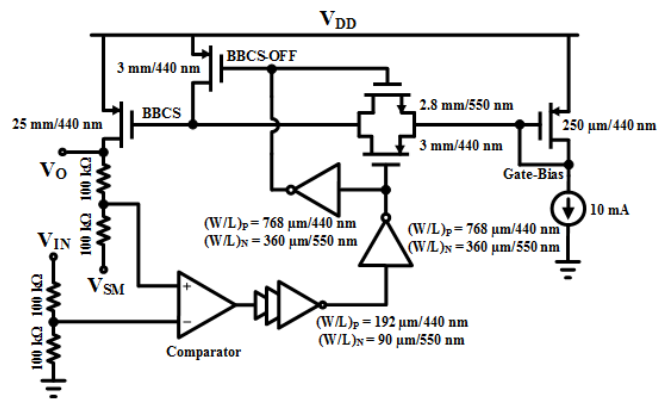 VDD
3 mm/440 nm
BBCS-OFF
BBCS
25 mm/440 nm
2.8 mm/550 nm
3 mm/440 nm
250 µm/440 nm
Gate-Bias
10 mA
VO
100 kΩ
100 kΩ
VSM
(W/L)P = 768 µm/440 nm
(W/L)N = 360 µm/550 nm
(W/L)P = 768 µm/440 nm
(W/L)N = 360 µm/550 nm
VIN
100 kΩ
100 kΩ
+
−
Comparator
(W/L)P = 192 µm/440 nm
(W/L)N = 90 µm/550 nm